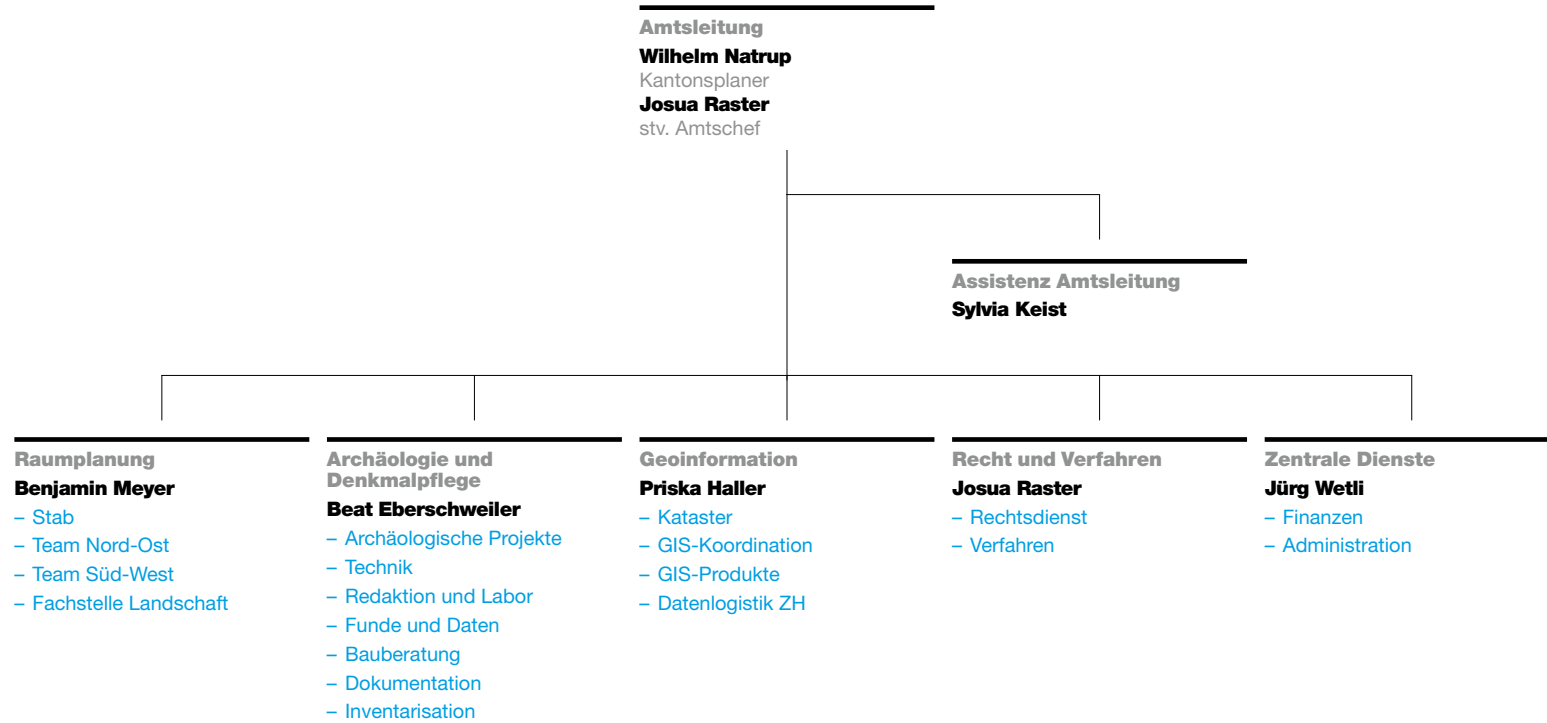 Amtsleitung
Wilhelm Natrup
Kantonsplaner
Josua Raster
stv. Amtschef
Assistenz Amtsleitung
Sylvia Keist
Raumplanung
Benjamin Meyer
– Stab
– Team Nord-Ost
– Team Süd-West
– Fachstelle Landschaft
Archäologie und
Denkmalpflege
Beat Eberschweiler
– Archäologische Projekte
– Technik
– Redaktion und Labor
– Funde und Daten
– Bauberatung
– Dokumentation
– Inventarisation
Geoinformation
Priska Haller
– Kataster
– GIS-Koordination
– GIS-Produkte
– Datenlogistik ZH
Recht und Verfahren
Josua Raster
– Rechtsdienst
– Verfahren
Zentrale Dienste
Jürg Wetli
– Finanzen
– Administration